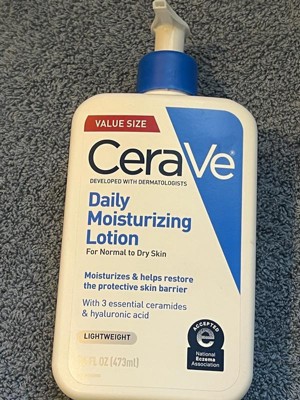 VALUE SIZE
CeraVe
DEVELOPED WITH DERMATOLOGISTS
Daily
Moisturizing
Lotion
For Normal to Dry Skin
Moisturizes & helps restore
the protective skin barrier
With 3 essential ceramides
& hyaluronic acid
LIGHTWEIGHT
FL OZ (473ml)
ACCEPTED
e
National
Eczema
Association